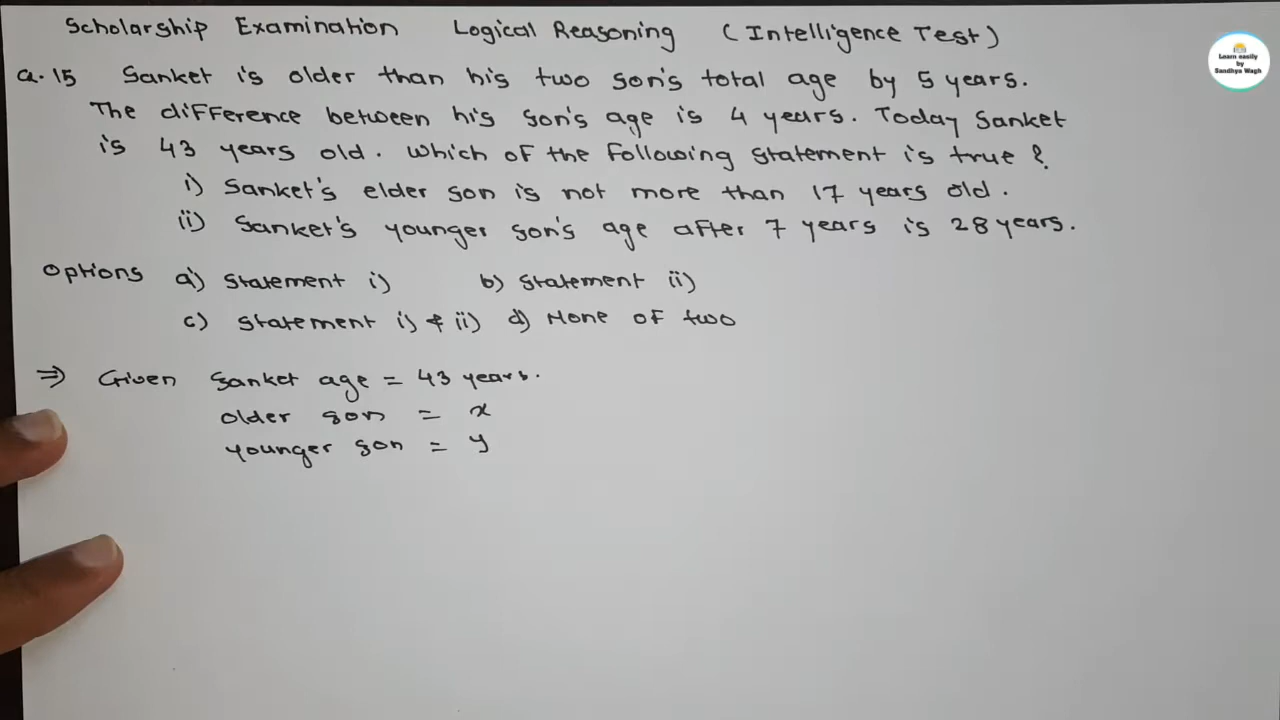 Scholarship Examination Logical Reasoning (Intelligence Test)
Learn easily
by
Sandhya Wagh
Q.15 Sanket is older than his two son's total age by 5 years.
The difference between his son's age is 4 years. Today Sanket
is 43 years old. Which of the following statement is true?
i) Sanket's elder son is not more than 17 years old.
ii) Sanket's younger son's age after 7 years is 28 years.
Options a) statement i) b) statement ii)
c) statement i) & ii) d) None of two
⇒ Given Sanket age = 43 years.
older son = x
younger son = y